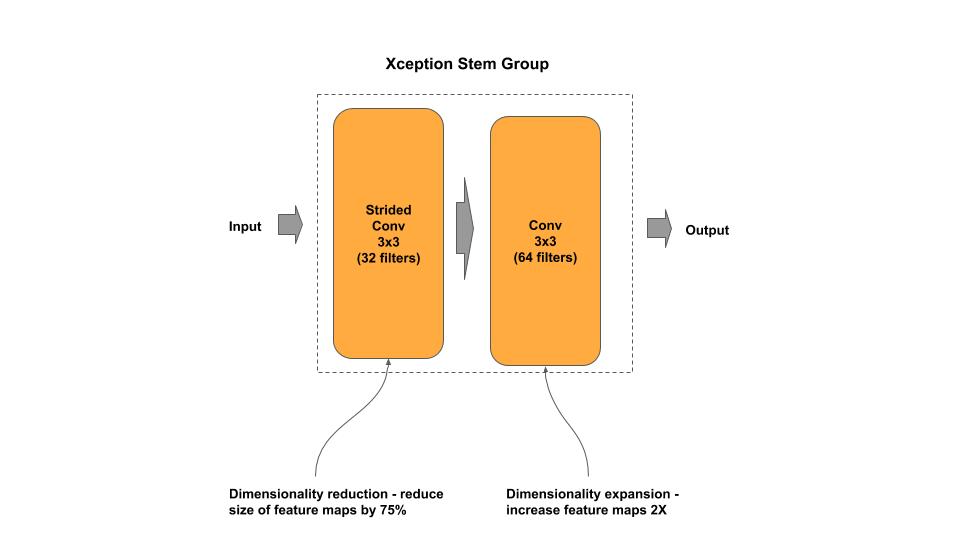 Xception Stem Group
Input
Strided
Conv
3x3
(32 filters)
Conv
3x3
(64 filters)
Output
Dimensionality reduction - reduce
size of feature maps by 75%
Dimensionality expansion -
increase feature maps 2X